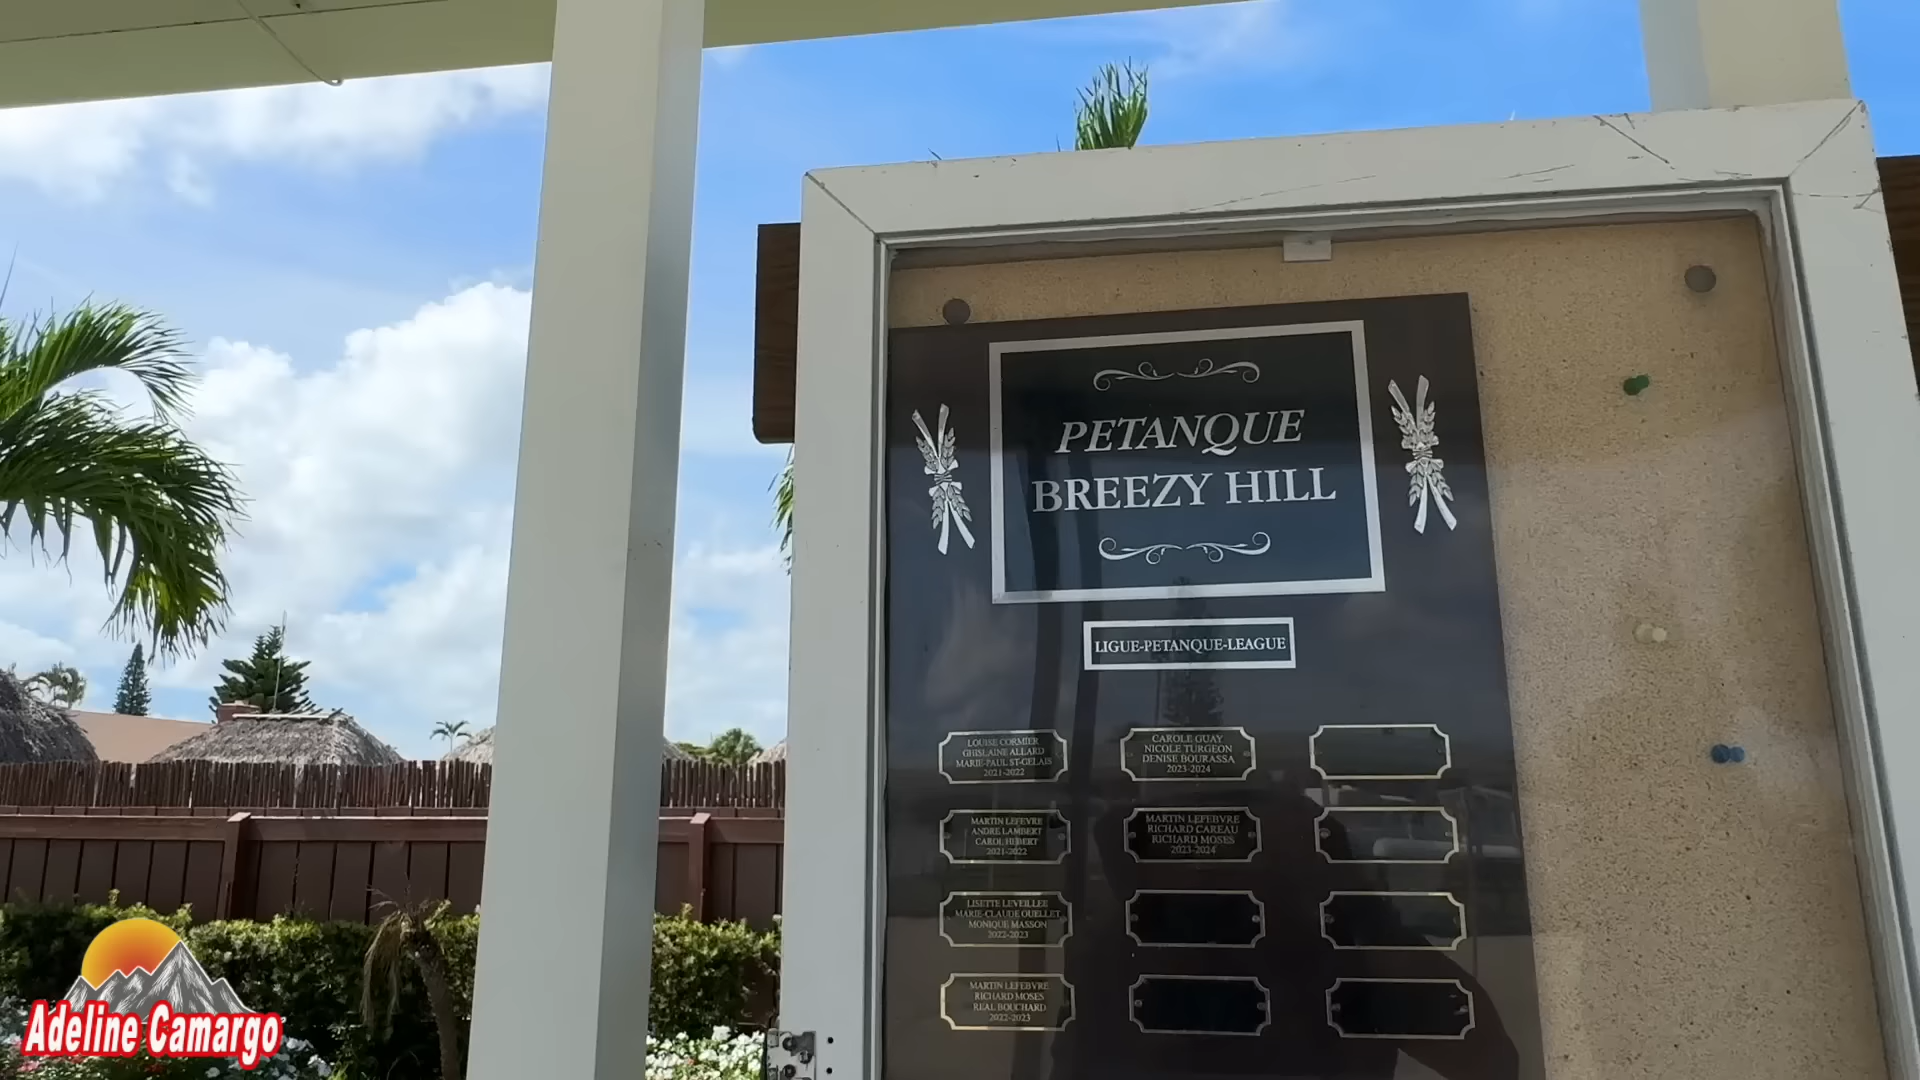 PETANQUE
BREEZY HILL
LIGUE-PETANQUE-LEAGUE
LOUISE CORMIER
GHISLAINE ALLARD
MARIE-PAUL ST-GELAIS
2021-2022
MARTIN LEFEVRE
ANDRE LAMBERT
CAROL HEBERT
2021-2022
LISETTE LEVEILLEE
MARIE-CLAUDE OUELLET
MONIQUE MASSON
2022-2023
MARTIN LEFEBVRE
RICHARD MOSES
REAL BOUCHARD
2022-2023
CAROLE GUAY
NICOLE TURGEON
DENISE BOURASSA
2023-2024
MARTIN LEFEBVRE
RICHARD CAREAU
RICHARD MOSES
2023-2024
Adeline Camargo